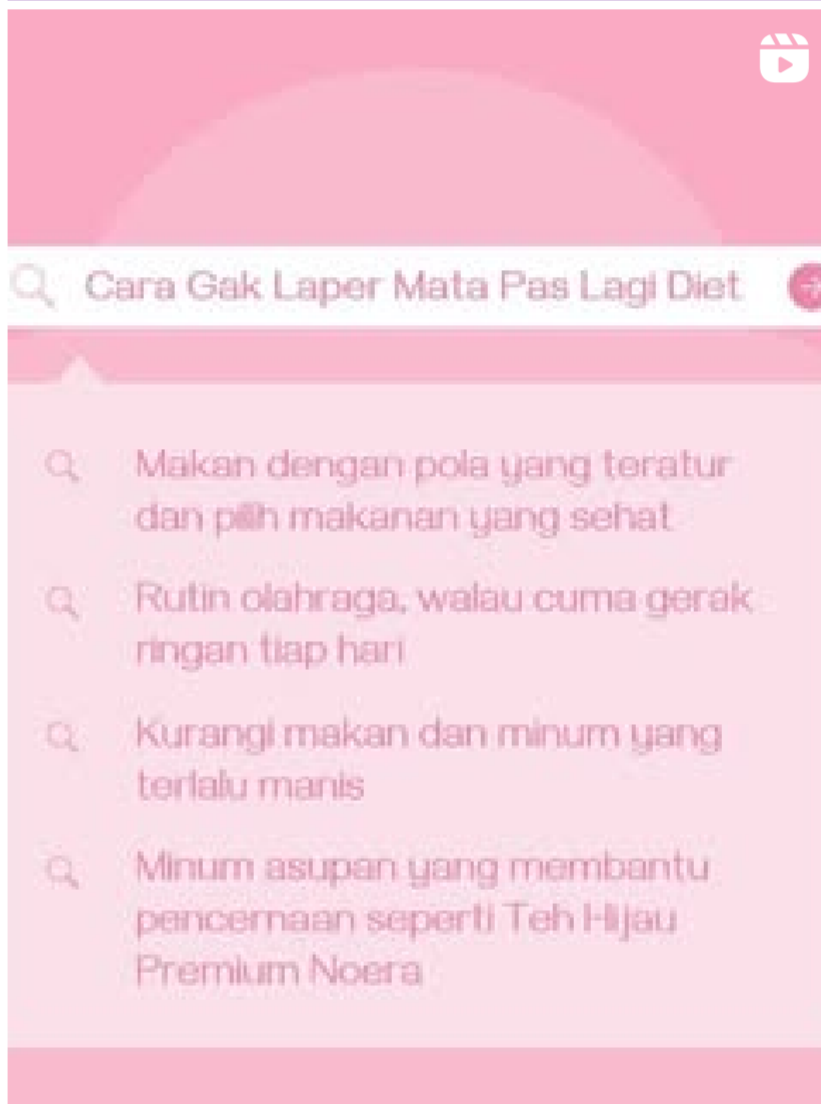 Cara Gak Laper Mata Pas Lagi Diet
Makan dengan pola yang teratur
dan pilih makanan yang sehat
Rutin olahraga, walau cuma gerak
ringan tiap hari
Kurangi makan dan minum yang
terlalu manis
Minum asupan yang membantu
pencernaan seperti Teh Hijau
Premium Noera